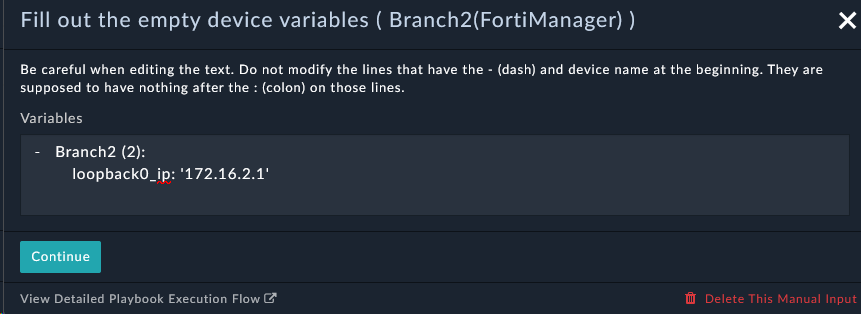 Fill out the empty device variables ( Branch2(FortiManager) )
Be careful when editing the text. Do not modify the lines that have the - (dash) and device name at the beginning. They are
supposed to have nothing after the : (colon) on those lines.
Variables
- Branch2 (2):
loopback0_ip: '172.16.2.1'
Continue
View Detailed Playbook Execution Flow
Delete This Manual Input